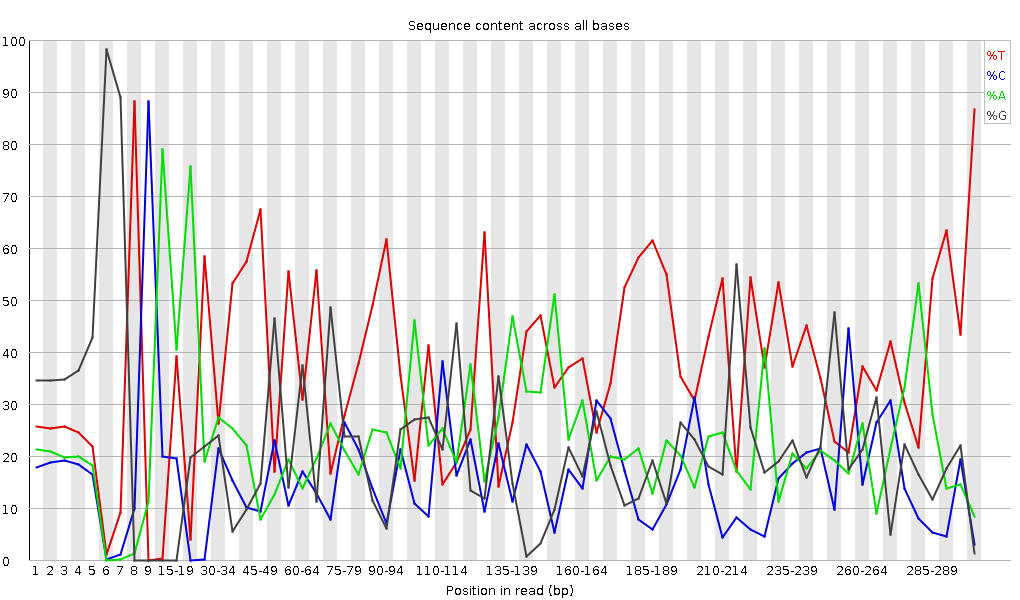 Sequence content across all bases
100
90
80
70
60
50
40
30
20
10
0
%T
%C
%A
%G
1 2 3 4 5 6 7 8 9 15-19 30-34 45-49 60-64 75-79 90-94 110-114 135-139 160-164 185-189 210-214 235-239 260-264 285-289
Position in read (bp)